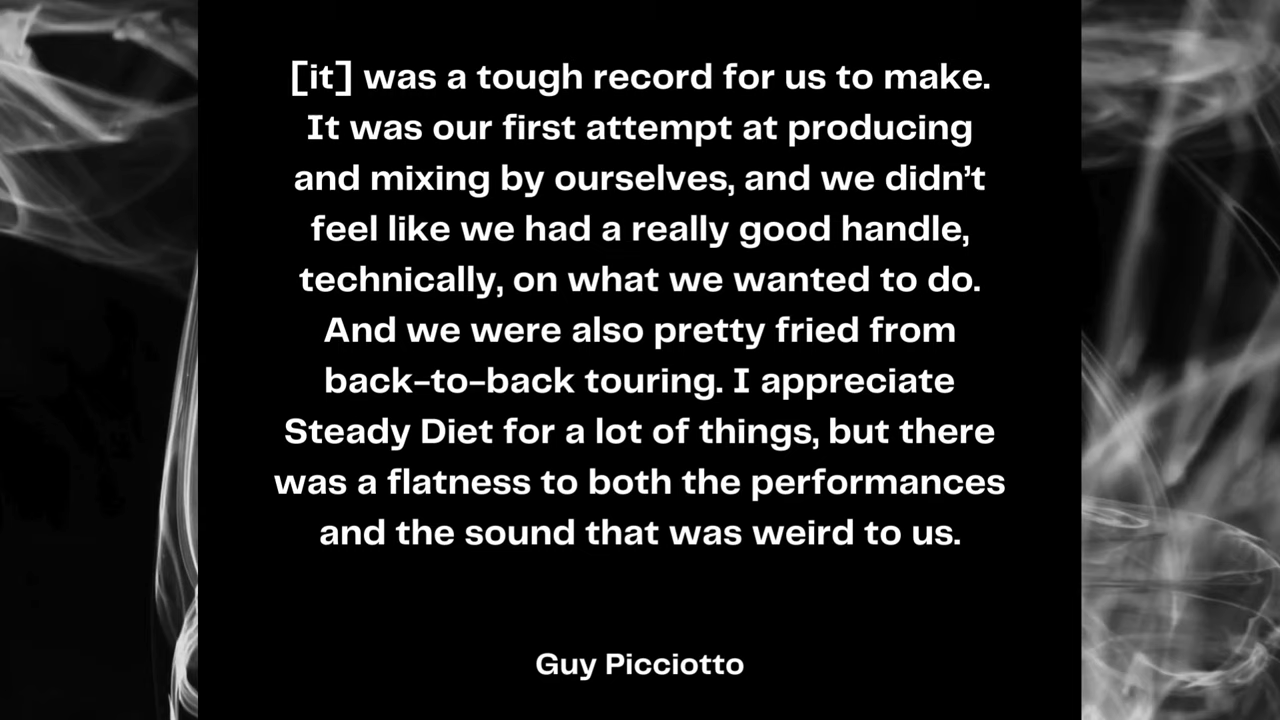 [it] was a tough record for us to make.
It was our first attempt at producing
and mixing by ourselves, and we didn’t
feel like we had a really good handle,
technically, on what we wanted to do.
And we were also pretty fried from
back-to-back touring. I appreciate
Steady Diet for a lot of things, but there
was a flatness to both the performances
and the sound that was weird to us.
Guy Picciotto